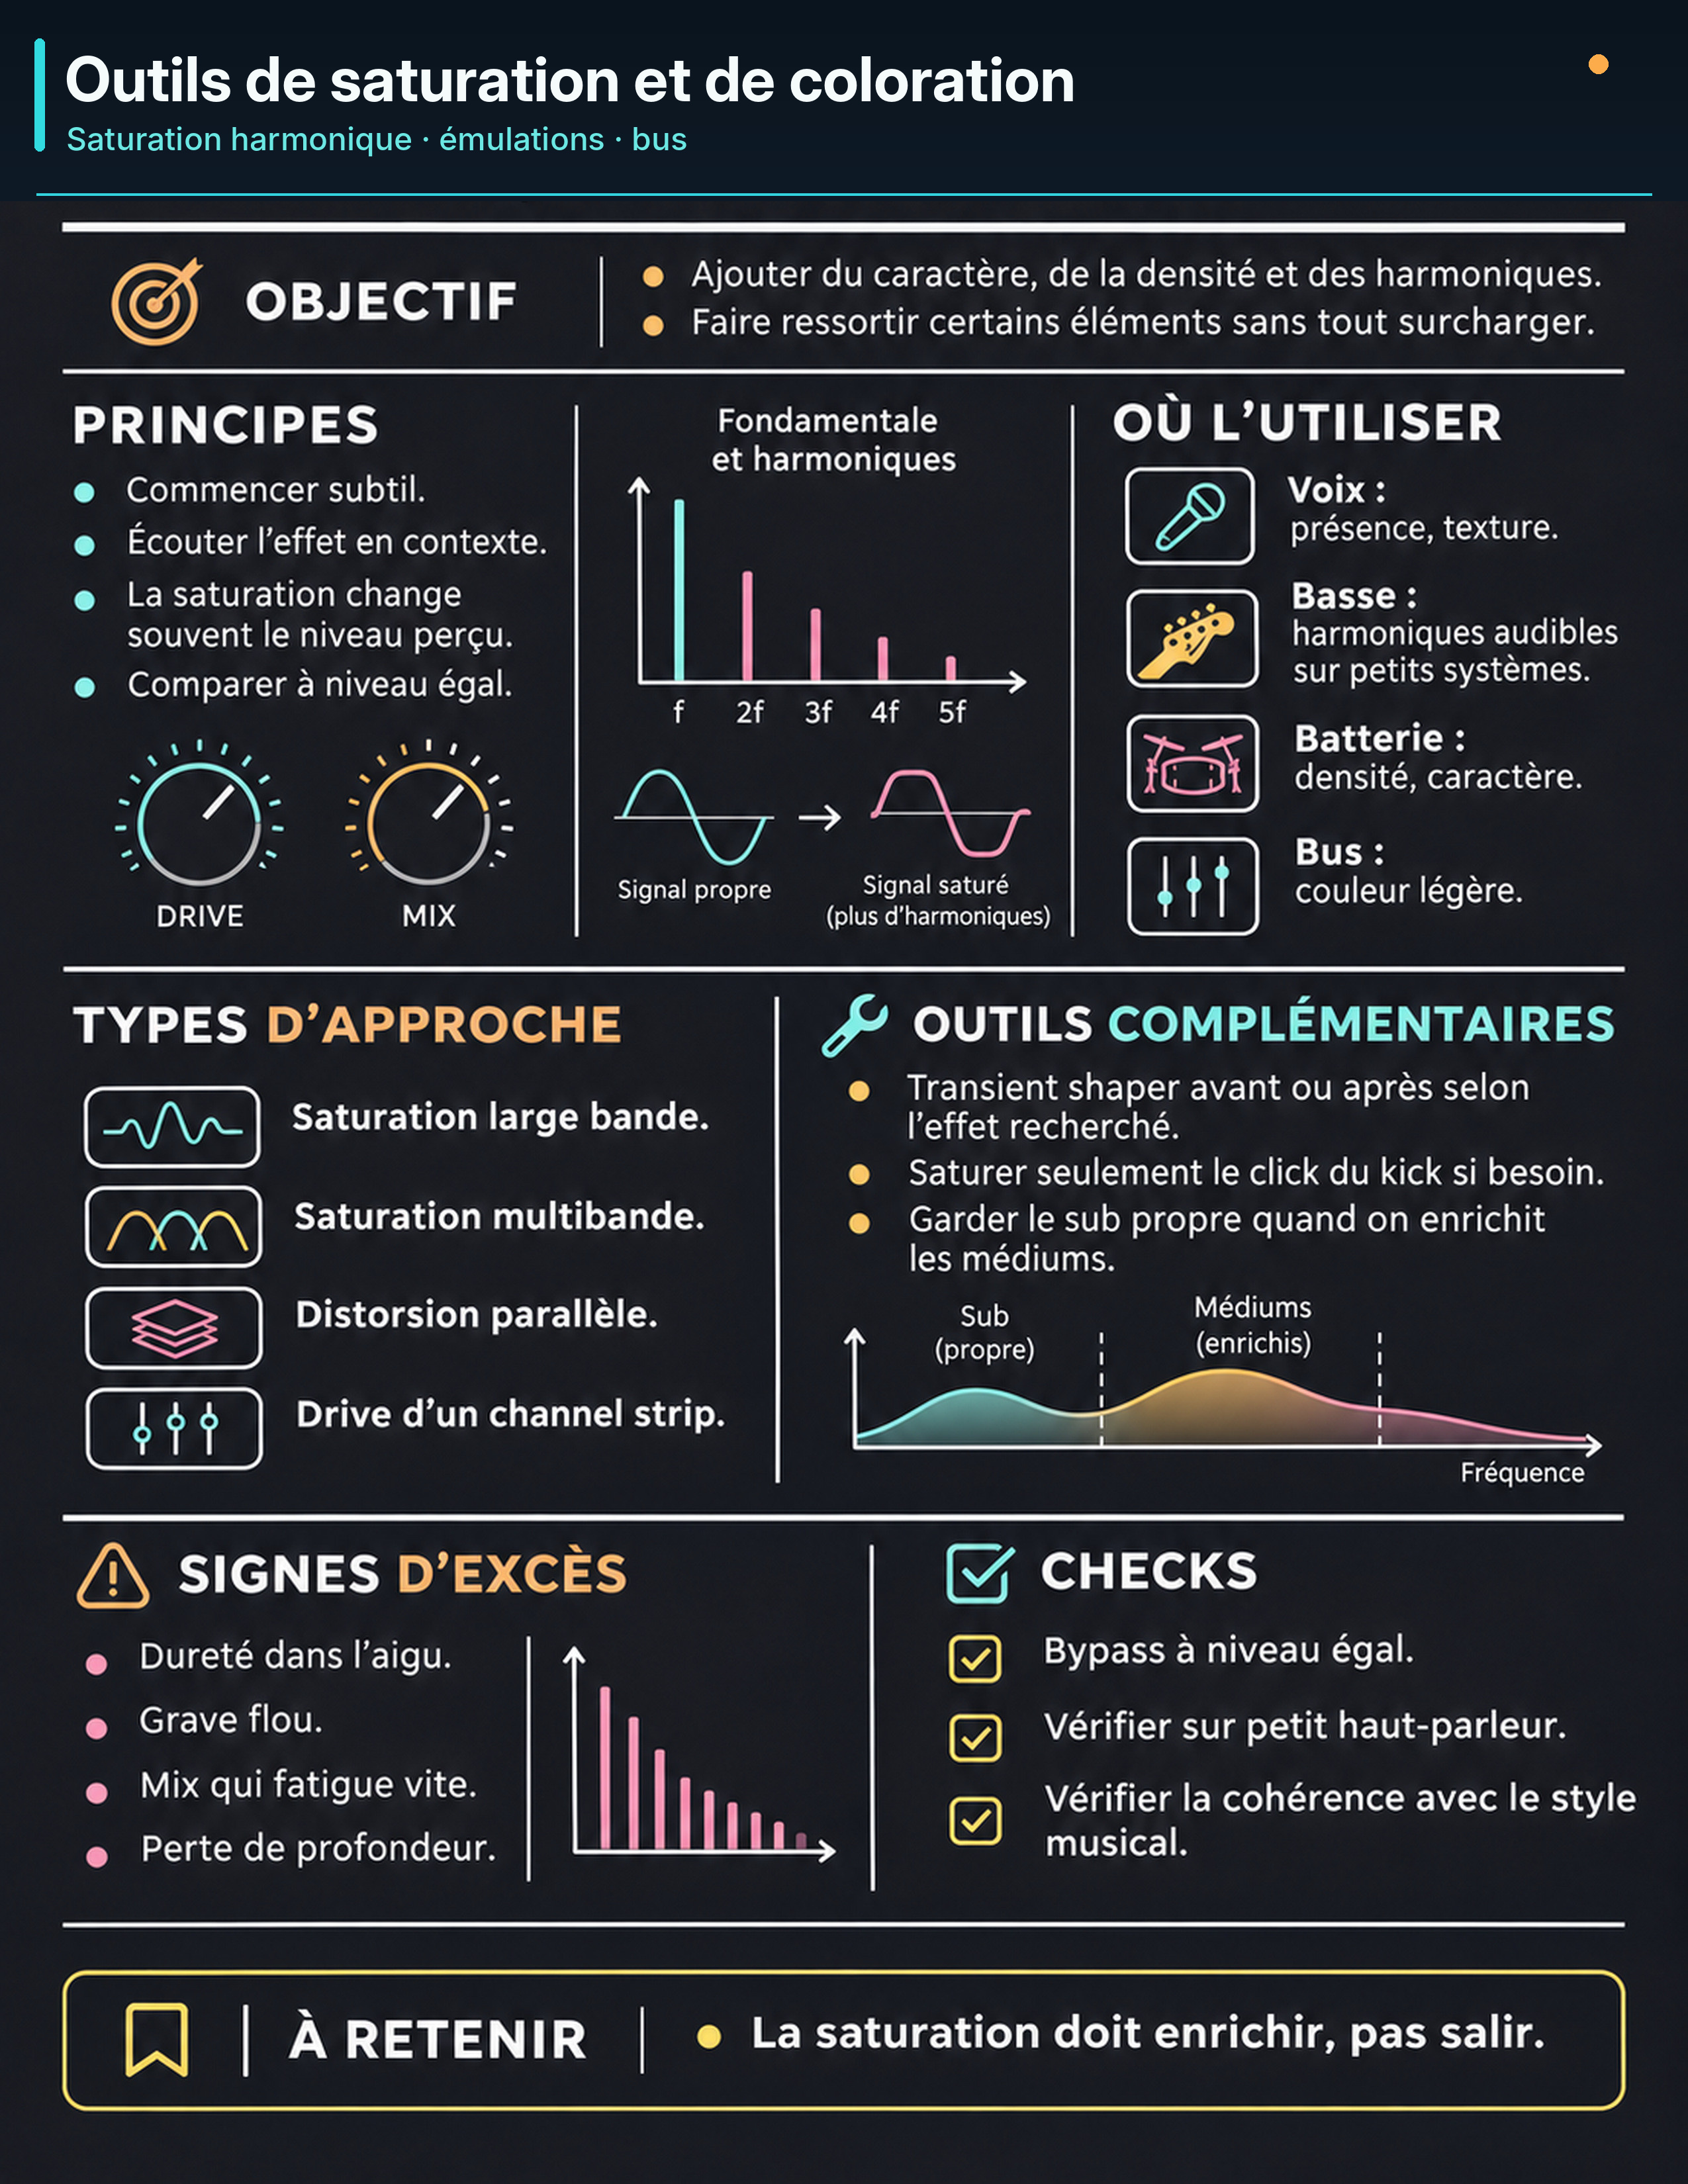 Outils de saturation et de coloration
Saturation harmonique · émulations · bus
OBJECTIF
Ajouter du caractère, de la densité et des harmoniques.
Faire ressortir certains éléments sans tout surcharger.
PRINCIPES
Commencer subtil.
Écouter l’effet en contexte.
La saturation change
souvent le niveau perçu.
Comparer à niveau égal.
DRIVE
MIX
Fondamentale
et harmoniques
f 2f 3f 4f 5f
Signal propre
Signal saturé
(plus d’harmoniques)
OÙ L’UTILISER
Voix :
présence, texture.
Basse :
harmoniques audibles
sur petits systèmes.
Batterie :
densité, caractère.
Bus :
couleur légère.
TYPES D’APPROCHE
Saturation large bande.
Saturation multibande.
Distorsion parallèle.
Drive d’un channel strip.
OUTILS COMPLÉMENTAIRES
Transient shaper avant ou après selon
l’effet recherché.
Saturer seulement le click du kick si besoin.
Garder le sub propre quand on enrichit
les médiums.
Sub
(propre)
Médiums
(enrichis)
Fréquence
SIGNES D’EXCÈS
Dureté dans l’aigu.
Grave flou.
Mix qui fatigue vite.
Perte de profondeur.
CHECKS
Bypass à niveau égal.
Vérifier sur petit haut-parleur.
Vérifier la cohérence avec le style
musical.
À RETENIR
La saturation doit enrichir, pas salir.